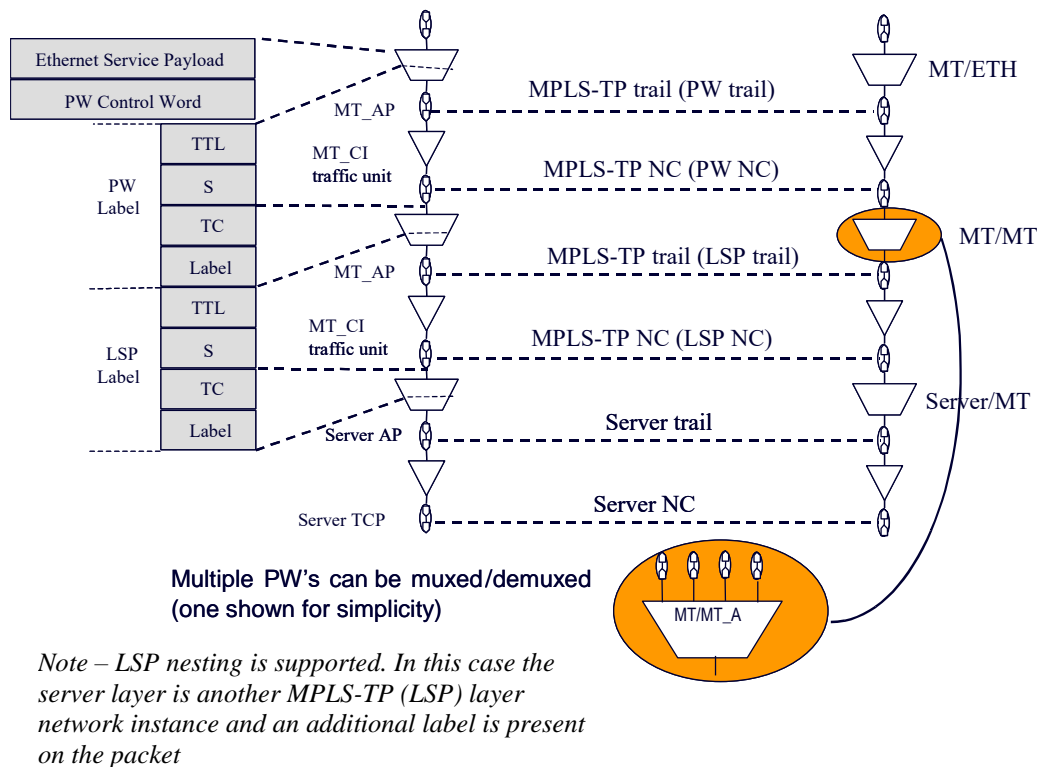 Ethernet Service Payload
PW Control Word
TTL
S
TC
Label
TTL
S
TC
Label
PW
Label
LSP
Label
MT_AP
MT_CI
traffic unit
MT_AP
MT_CI
traffic unit
Server AP
Server TCP
MPLS-TP trail (PW trail)
MPLS-TP NC (PW NC)
MPLS-TP trail (LSP trail)
MPLS-TP NC (LSP NC)
Server trail
Server NC
MT/ETH
MT/MT
Server/MT
MT/MT_A
Multiple PW's can be muxed/demuxed
(one shown for simplicity)
Note – LSP nesting is supported. In this case the
server layer is another MPLS-TP (LSP) layer
network instance and an additional label is present
on the packet